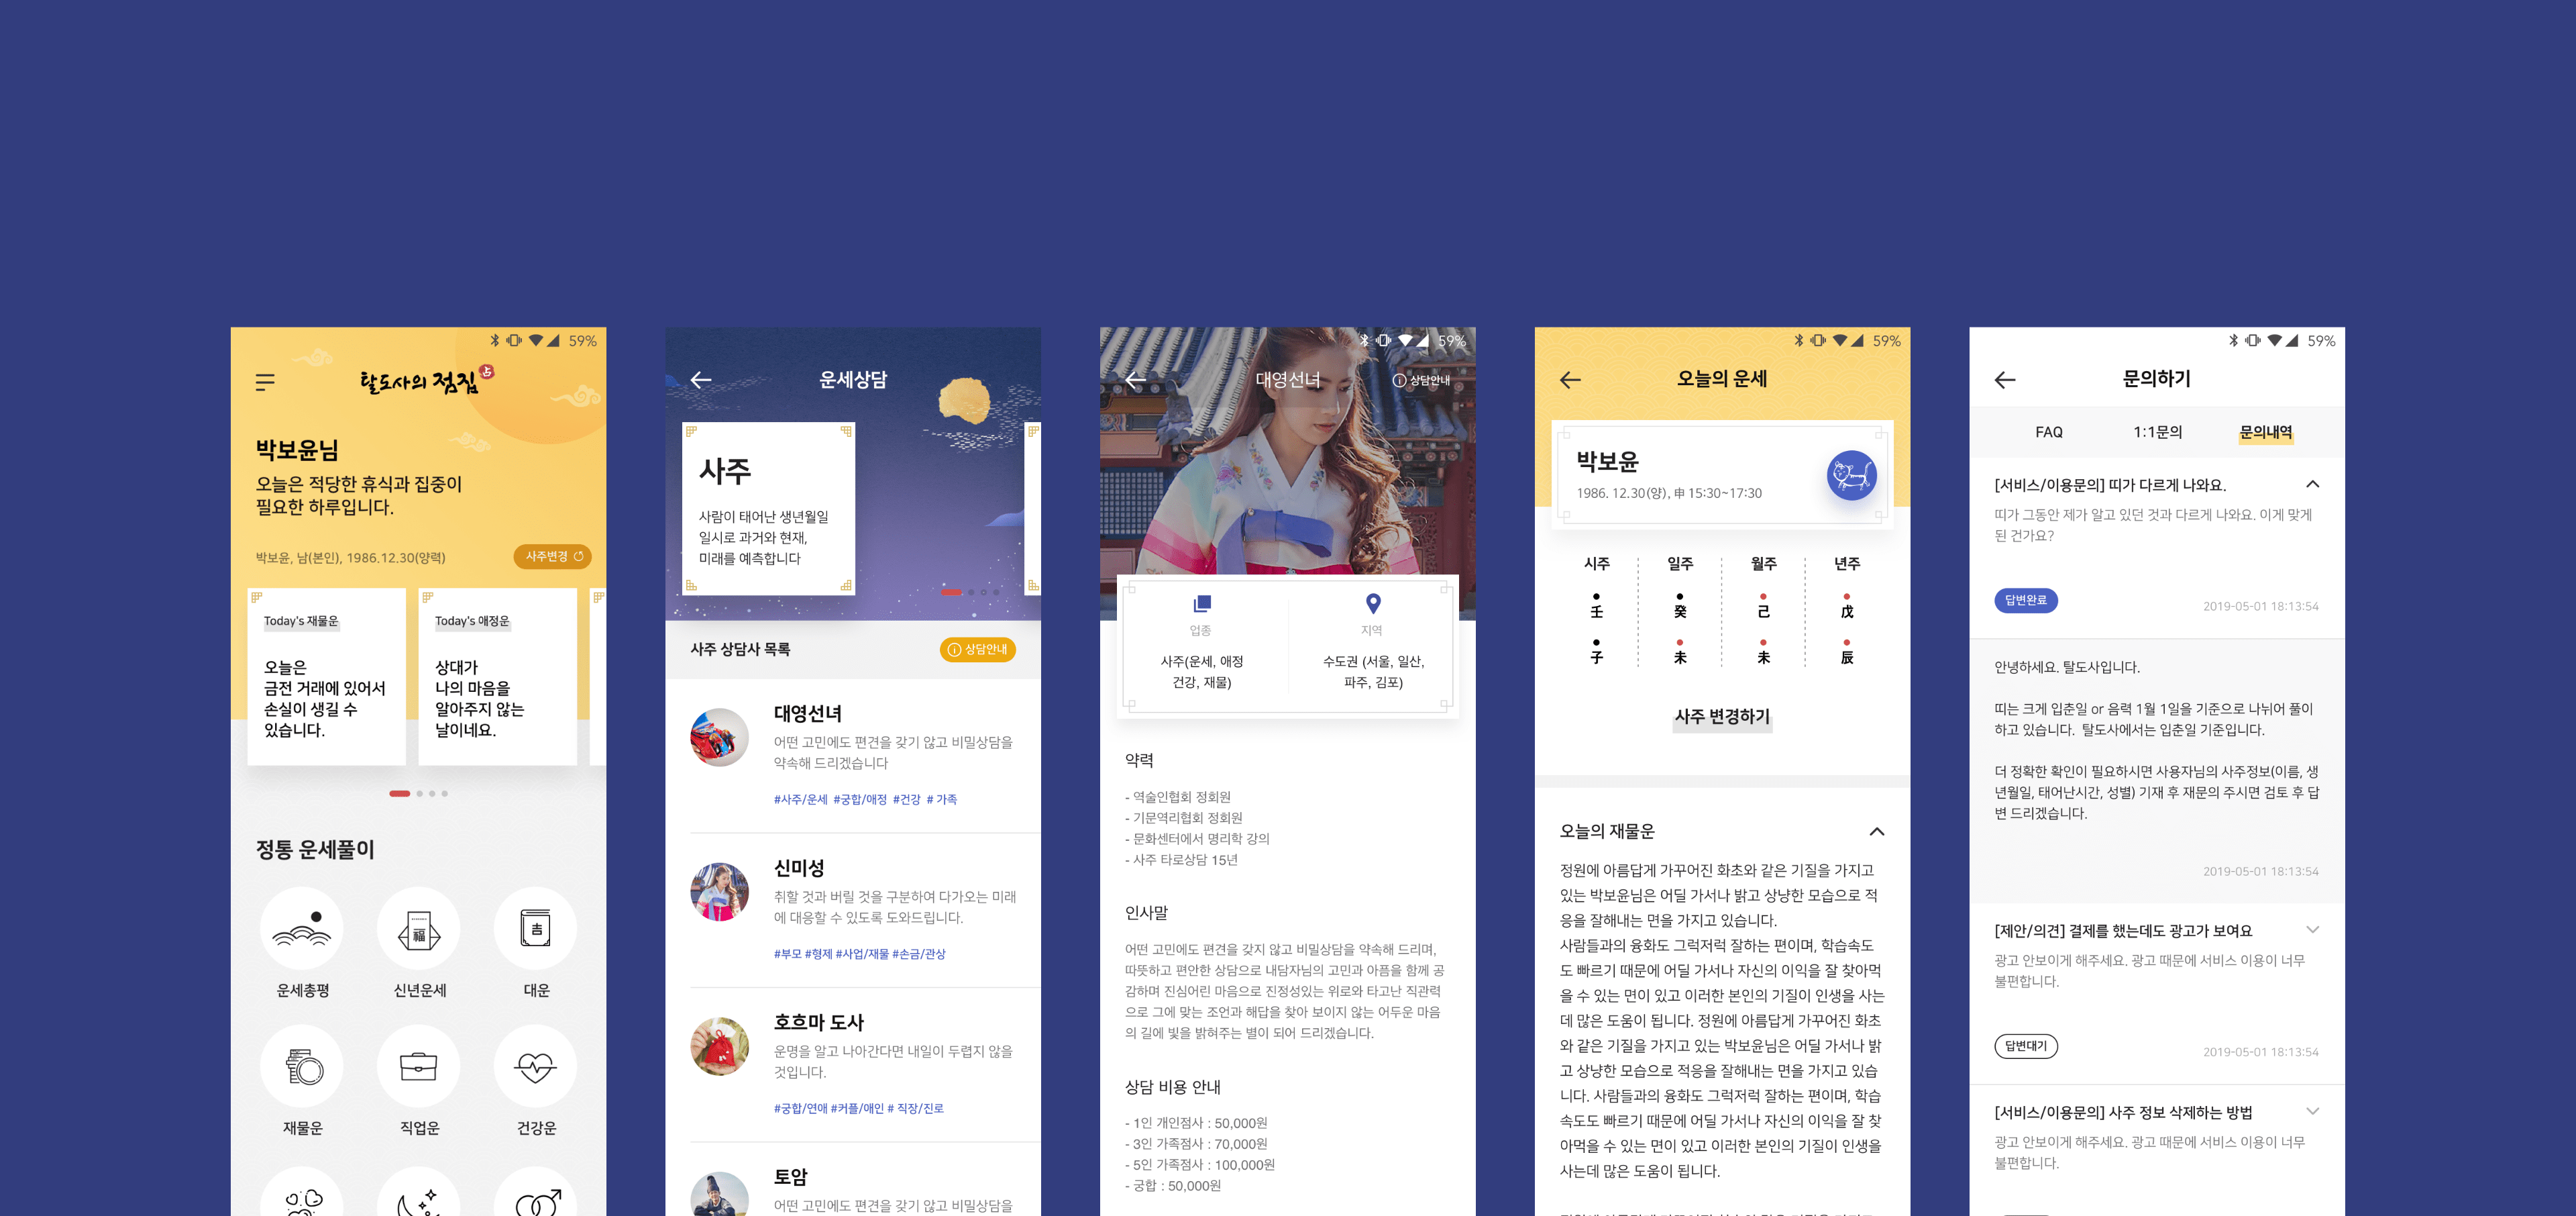 59%
탈도사의 점집
占
박보윤님
오늘은 적당한 휴식과 집중이
필요한 하루입니다.
박보윤, 남(본인), 1986.12.30(양력)
사주변경
Today's 재물운
오늘은
금전 거래에 있어서
손실이 생길 수
있습니다.
Today's 애정운
상대가
나의 마음을
알아주지 않는
날이네요.
정통 운세풀이
福
吉
운세총평
신년운세
대운
재물운
직업운
건강운
운세상담
사주
사람이 태어난 생년월일
일시로 과거와 현재,
미래를 예측합니다
사주 상담사 목록
상담안내
대영선녀
어떤 고민에도 편견을 갖기 않고 비밀상담을
약속해 드리겠습니다
#사주/운세 #궁합/애정 #건강 # 가족
신미성
취할 것과 버릴 것을 구분하여 다가오는 미래
에 대응할 수 있도록 도와드립니다.
#부모 #형제 #사업/재물 #손금/관상
호흐마 도사
운명을 알고 나아간다면 내일이 두렵지 않을
것입니다.
#궁합/연애 #커플/애인 # 직장/진로
토암
어떤 고민에도 편견을 갖기 않고 비밀상담을
59%
대영선녀
상담안내
업종
사주(운세, 애정
건강, 재물)
지역
수도권 (서울, 일산,
파주, 김포)
약력
- 역술인협회 정회원
- 기문역리협회 정회원
- 문화센터에서 명리학 강의
- 사주 타로상담 15년
인사말
어떤 고민에도 편견을 갖지 않고 비밀상담을 약속해 드리며,
따뜻하고 편안한 상담으로 내담자님의 고민과 아픔을 함께 공
감하며 진심어린 마음으로 진정성있는 위로와 타고난 직관력
으로 그에 맞는 조언과 해답을 찾아 보이지 않는 어두운 마음
의 길에 빛을 밝혀주는 별이 되어 드리겠습니다.
상담 비용 안내
- 1인 개인점사 : 50,000원
- 3인 가족점사 : 70,000원
- 5인 가족점사 : 100,000원
- 궁합 : 50,000원
59%
오늘의 운세
박보윤
1986. 12.30(양), 申 15:30~17:30
시주 일주 월주 년주
壬 癸 己 戊
子 未 未 辰
사주 변경하기
오늘의 재물운
정원에 아름답게 가꾸어진 화초와 같은 기질을 가지고
있는 박보윤님은 어딜 가서나 밝고 상냥한 모습으로 적
응을 잘해내는 면을 가지고 있습니다.
사람들과의 융화도 그럭저럭 잘하는 편이며, 학습속도
도 빠르기 때문에 어딜 가서나 자신의 이익을 잘 찾아먹
을 수 있는 면이 있고 이러한 본인의 기질이 인생을 사는
데 많은 도움이 됩니다. 정원에 아름답게 가꾸어진 화초
와 같은 기질을 가지고 있는 박보윤님은 어딜 가서나 밝
고 상냥한 모습으로 적응을 잘해내는 면을 가지고 있습
니다. 사람들과의 융화도 그럭저럭 잘하는 편이며, 학습
속도도 빠르기 때문에 어딜 가서나 자신의 이익을 잘 찾
아먹을 수 있는 면이 있고 이러한 본인의 기질이 인생을
사는데 많은 도움이 됩니다.
59%
문의하기
FAQ 1:1문의 문의내역
[서비스/이용문의] 띠가 다르게 나와요.
띠가 그동안 제가 알고 있던 것과 다르게 나와요. 이게 맞게
된 건가요?
답변완료
2019-05-01 18:13:54
안녕하세요. 탈도사입니다.
띠는 크게 입춘일 or 음력 1월 1일을 기준으로 나뉘어 풀이
하고 있습니다. 탈도사에서는 입춘일 기준입니다.
더 정확한 확인이 필요하시면 사용자님의 사주정보(이름, 생
년월일, 태어난시간, 성별) 기재 후 재문의 주시면 검토 후 답
변 드리겠습니다.
2019-05-01 18:13:54
[제안/의견] 결제를 했는데도 광고가 보여요
광고 안보이게 해주세요. 광고 때문에 서비스 이용이 너무
불편합니다.
답변대기
2019-05-01 18:13:54
[서비스/이용문의] 사주 정보 삭제하는 방법
광고 안보이게 해주세요. 광고 때문에 서비스 이용이 너무
불편합니다.